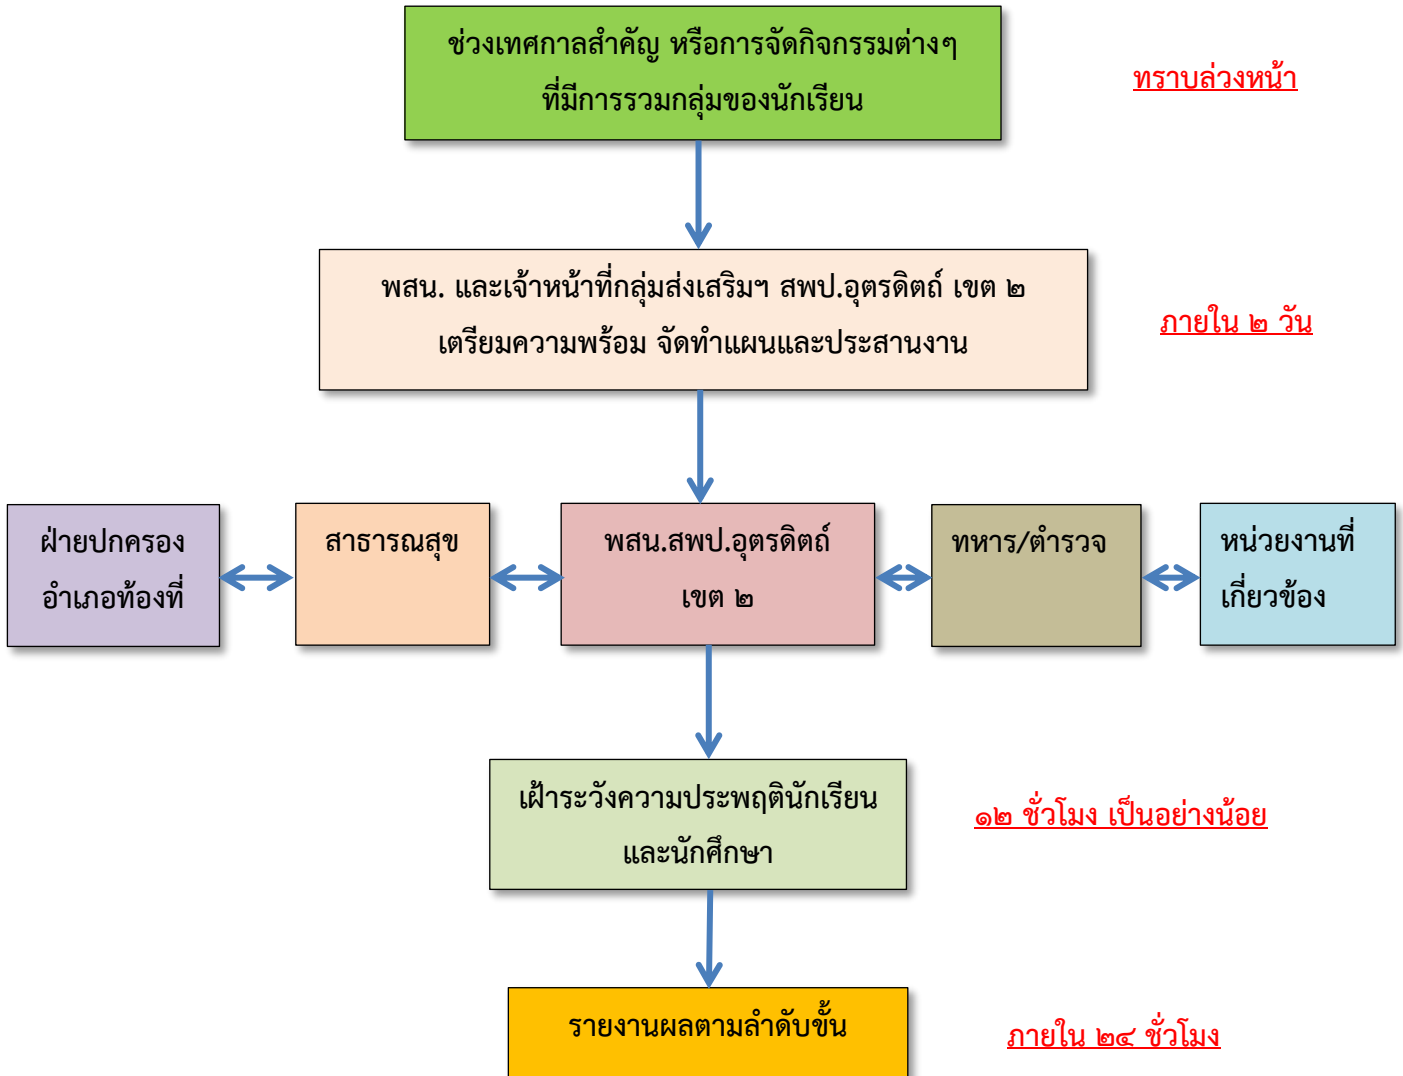 ช่วงเทศกาลสำคัญ หรือการจัดกิจกรรมต่างๆ
ที่มีการรวมกลุ่มของนักเรียน
ทราบล่วงหน้า
พสน. และเจ้าหน้าที่กลุ่มส่งเสริมฯ สพป.อุตรดิตถ์ เขต ๒
เตรียมความพร้อม จัดทำแผนและประสานงาน
ภายใน ๒ วัน
ฝ่ายปกครอง
อำเภอท้องที่
สาธารณสุข
พสน.สพป.อุตรดิตถ์
เขต ๒
ทหาร/ตำรวจ
หน่วยงานที่
เกี่ยวข้อง
เฝ้าระวังความประพฤตินักเรียน
และนักศึกษา
๑๒ ชั่วโมง เป็นอย่างน้อย
รายงานผลตามลำดับขั้น
ภายใน ๒๔ ชั่วโมง